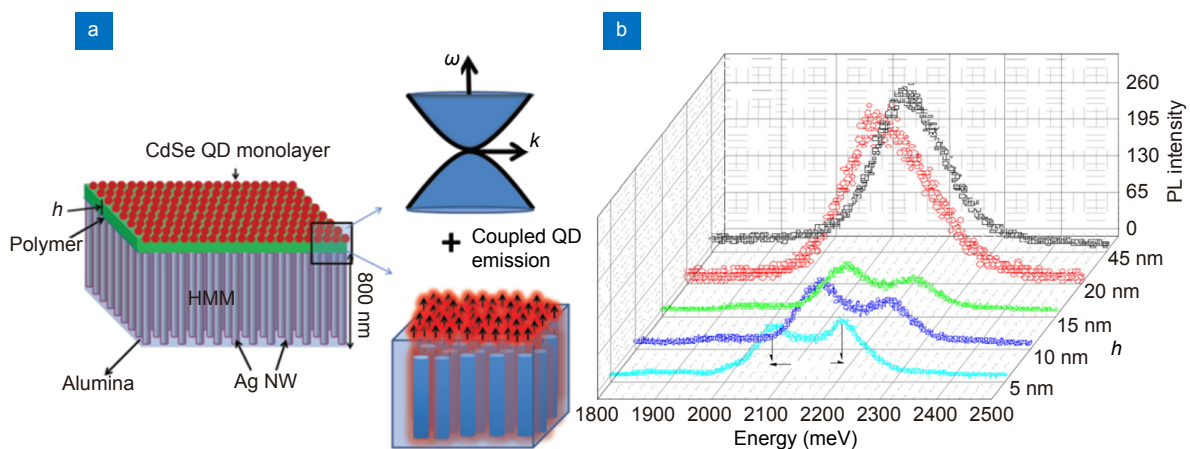 a
CdSe QD monolayer
h
Polymer
HMM
800 nm
Alumina
Ag NW
ω
k
+ Coupled QD
emission
b
260
195
130
65
0
PL intensity
45 nm
20 nm
15 nm
10 nm
5 nm
h
1800 1900 2000 2100 2200 2300 2400 2500
Energy (meV)